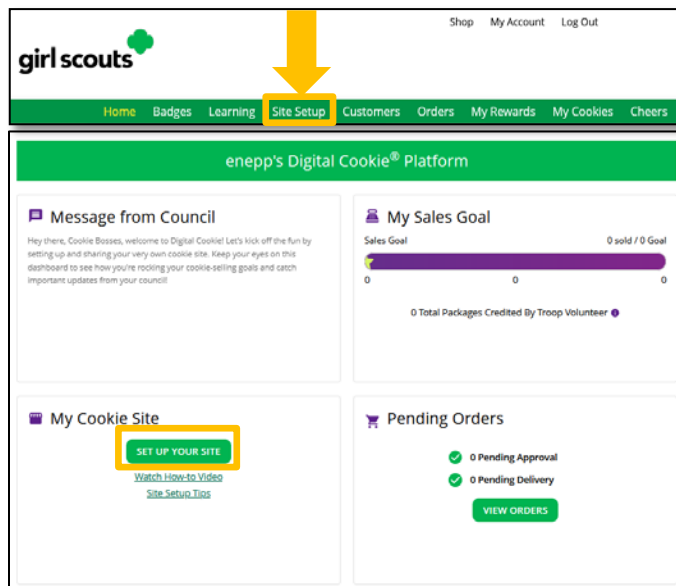 Shop My Account Log Out
girl scouts
Home Badges Learning Site Setup Customers Orders My Rewards My Cookies Cheers
enepp's Digital Cookie® Platform
Message from Council
Hey there, Cookie Bosses, welcome to Digital Cookie! Let's kick off the fun by
setting up and sharing your very own cookie site. Keep your eyes on this
dashboard to see how you're rocking your cookie-selling goals and catch
important updates from your council!
My Sales Goal
Sales Goal 0 sold / 0 Goal
0 0 0
0 Total Packages Credited By Troop Volunteer
My Cookie Site
SET UP YOUR SITE
Watch How-to Video
Site Setup Tips
Pending Orders
0 Pending Approval
0 Pending Delivery
VIEW ORDERS